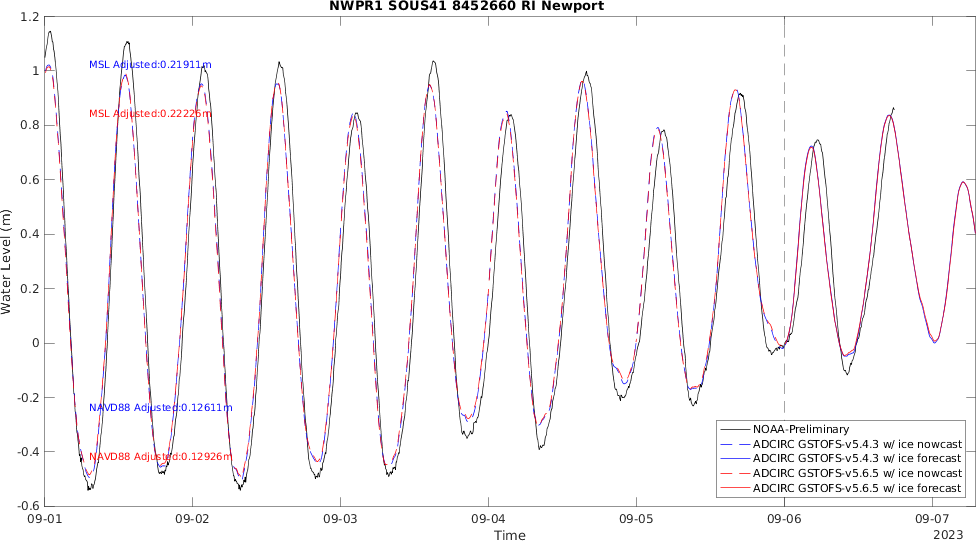 NWPR1 SOUS41 8452660 RI Newport
1.2
1
0.8
0.6
0.4
0.2
0
-0.2
-0.4
-0.6
Water Level (m)
MSL Adjusted:0.21911m
MSL Adjusted:0.22226m
NAVD88 Adjusted:0.12611m
NAVD88 Adjusted:0.12926m
NOAA-Preliminary
ADCIRC GSTOFS-v5.4.3 w/ ice nowcast
ADCIRC GSTOFS-v5.4.3 w/ ice forecast
ADCIRC GSTOFS-v5.6.5 w/ ice nowcast
ADCIRC GSTOFS-v5.6.5 w/ ice forecast
09-01 09-02 09-03 09-04 09-05 09-06 09-07
Time
2023